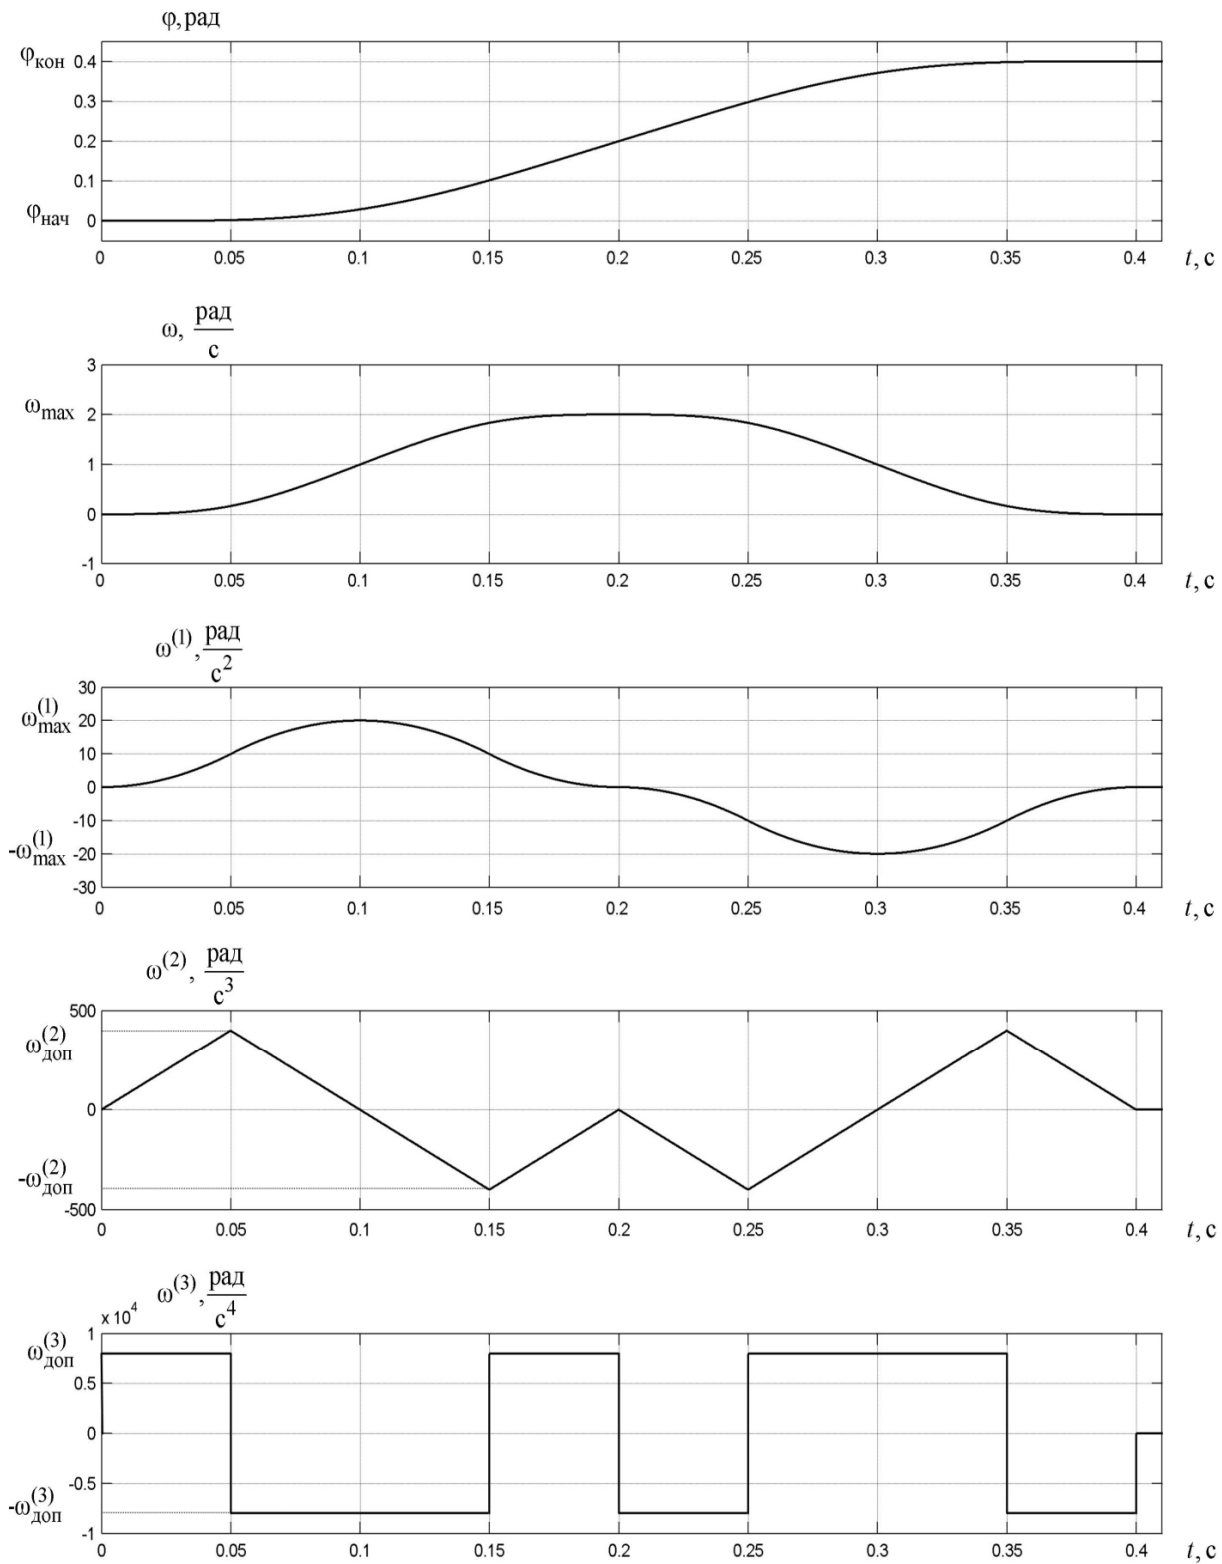 φ, рад
φкон 0.4
0.3
0.2
0.1
φнач 0
0 0.05 0.1 0.15 0.2 0.25 0.3 0.35 0.4 t, с
ω, рад/с
3
ωmax 2
1
0
-1
0 0.05 0.1 0.15 0.2 0.25 0.3 0.35 0.4 t, с
ω(1), рад/с2
30
ω(1)max 20
10
0
-10
-ω(1)max -20
-30
0 0.05 0.1 0.15 0.2 0.25 0.3 0.35 0.4 t, с
ω(2), рад/с3
500
ω(2)доп
0
-ω(2)доп
-500
0 0.05 0.1 0.15 0.2 0.25 0.3 0.35 0.4 t, с
ω(3), рад/с4
x 104
1
ω(3)доп
0.5
0
-0.5
-ω(3)доп
-1
0 0.05 0.1 0.15 0.2 0.25 0.3 0.35 0.4 t, с